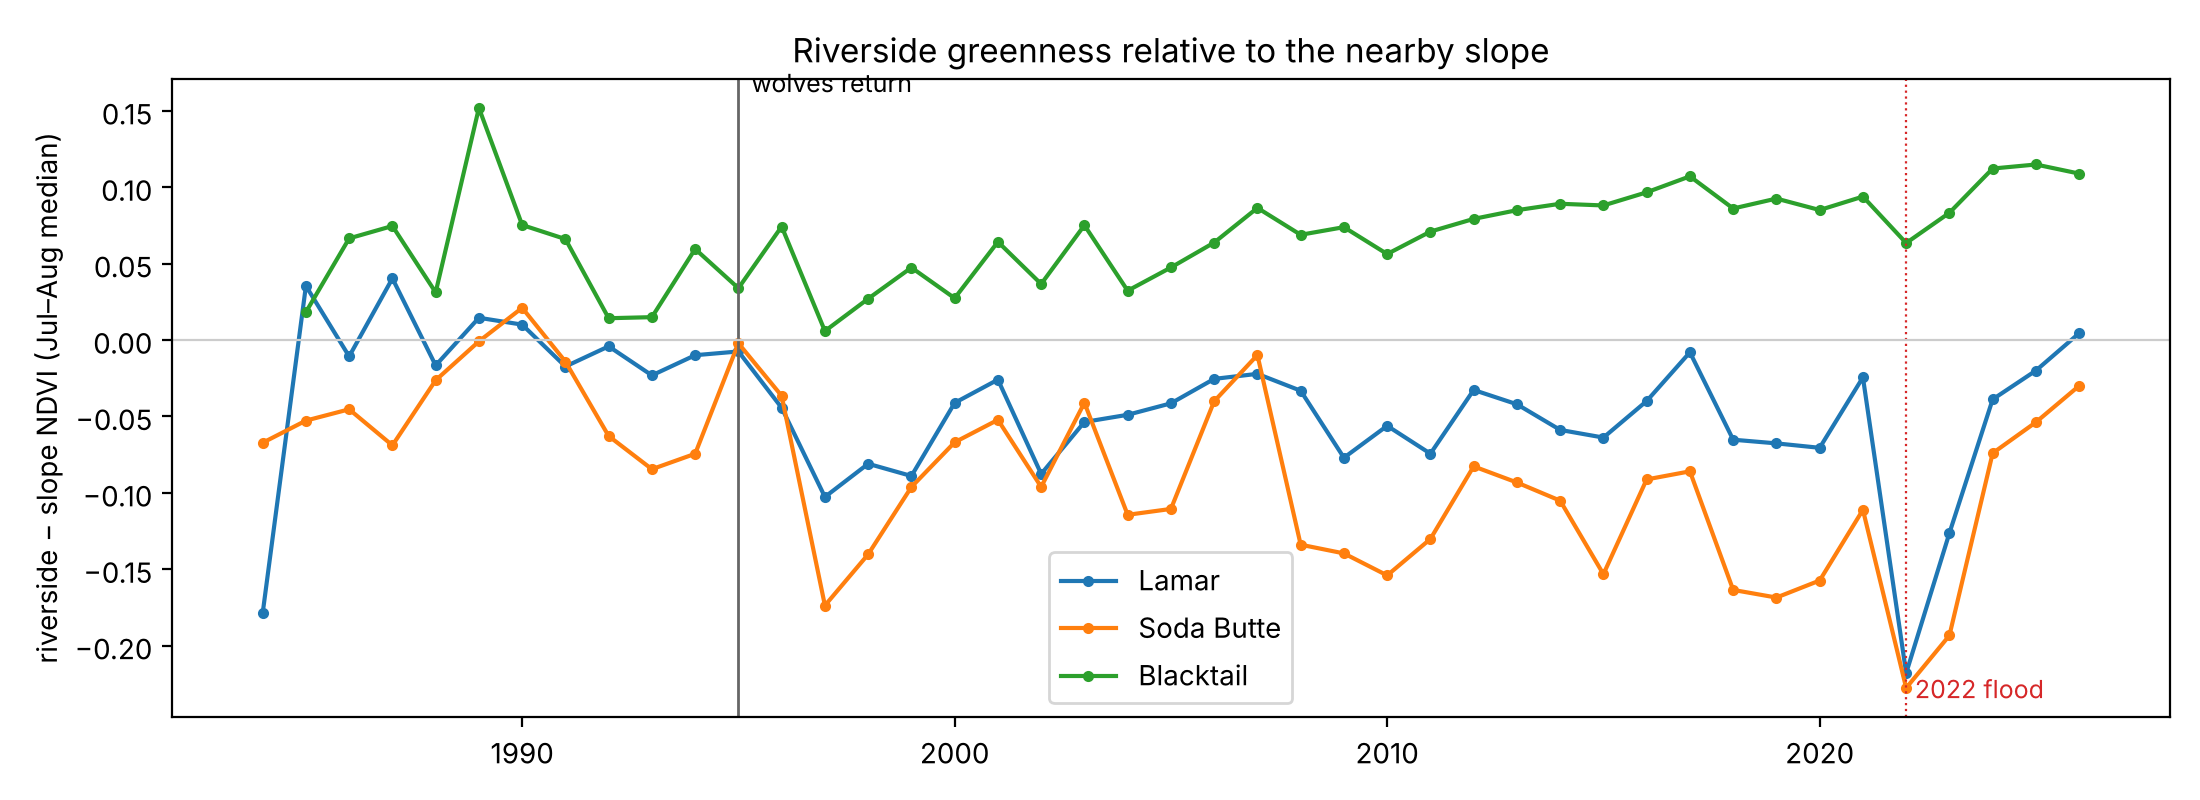 Riverside greenness relative to the nearby slope
wolves return
riverside − slope NDVI (Jul–Aug median)
0.15
0.10
0.05
0.00
−0.05
−0.10
−0.15
−0.20
Lamar
Soda Butte
Blacktail
2022 flood
1990
2000
2010
2020